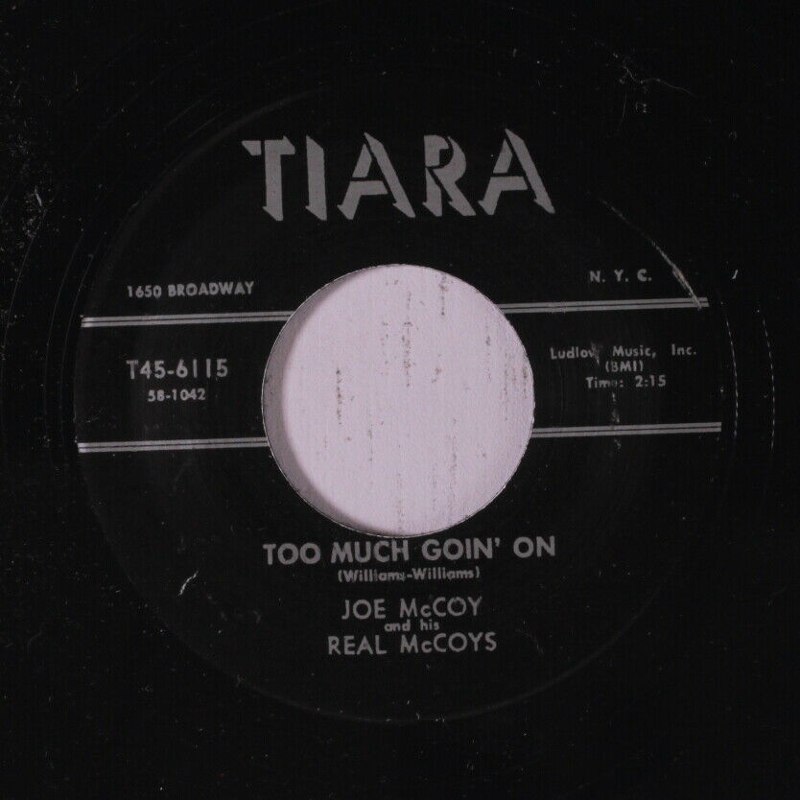 TIARA
1650 BROADWAY
N. Y. C.
T45-6115
58-1042
Ludlow Music, Inc.
(BMI)
Time: 2:15
TOO MUCH GOIN' ON
(Williams-Williams)
JOE McCOY
and his
REAL McCOYS